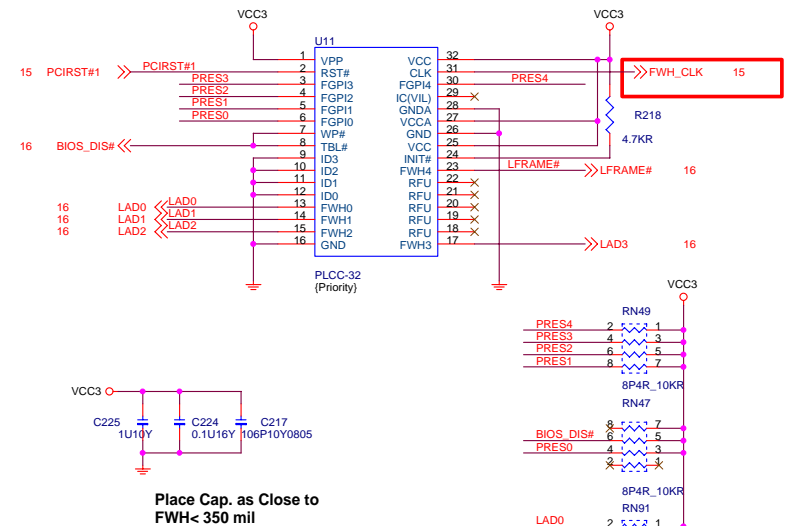 VCC3
VCC3
U11
1 VPP VCC 32
15 PCIRST#1 PCIRST#1 2 RST# CLK 31 FWH_CLK 15
PRES3 3 FGPI3 FGPI4 30 PRES4
PRES2 4 FGPI2 IC(VIL) 29
PRES1 5 FGPI1 GNDA 28
PRES0 6 FGPI0 VCCA 27
7 WP# GND 26
16 BIOS_DIS# 8 TBL# VCC 25
R218
4.7KR
9 ID3 INIT# 24
10 ID2 FWH4 23 LFRAME# LFRAME# 16
11 ID1 RFU 22
12 ID0 RFU 21
16 LAD0 LAD0 13 FWH0 RFU 20
16 LAD1 LAD1 14 FWH1 RFU 19
16 LAD2 LAD2 15 FWH2 RFU 18
16 GND FWH3 17 LAD3 16
PLCC-32
{Priority}
VCC3
RN49
PRES4 2 1
PRES3 4 3
PRES2 6 5
PRES1 8 7
8P4R_10KR
RN47
8 7
BIOS_DIS# 6 5
PRES0 4 3
2 1
8P4R_10KR
RN91
LAD0 2 1
VCC3
C225 C224 C217
1U10Y 0.1U16Y 106P10Y0805
Place Cap. as Close to
FWH< 350 mil